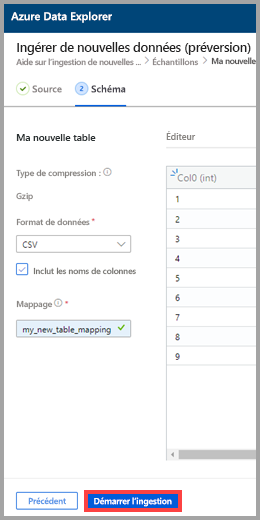 Azure Data Explorer
Ingérer de nouvelles données (préversion)
Aide sur l'ingestion de nouvelles ... > Échantillons > Ma nouvelle
Source
2 Schéma
Ma nouvelle table
Éditeur
Type de compression :
Gzip
Format de données *
CSV
Inclut les noms de colonnes
Mappage *
my_new_table_mapping
Col0 (int)
1
2
3
4
5
6
7
8
9
Précédent
Démarrer l'ingestion